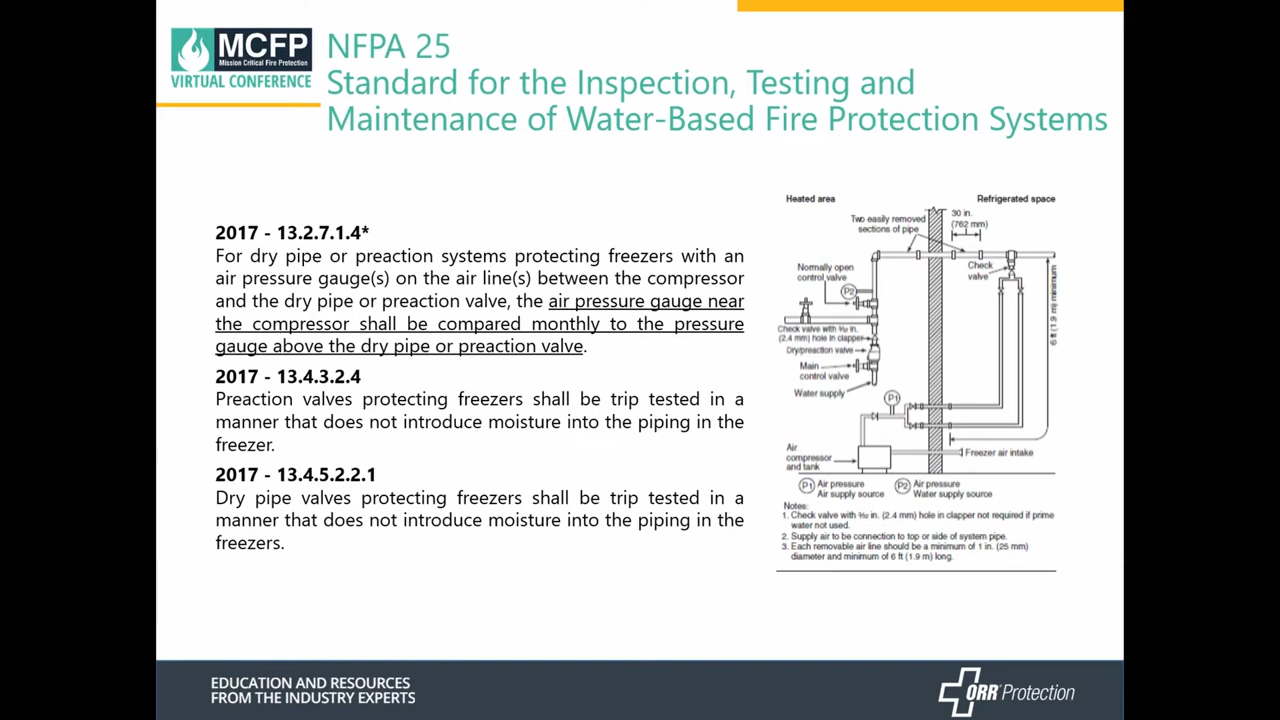 MCFP
Mission Critical Fire Protection
VIRTUAL CONFERENCE
NFPA 25
Standard for the Inspection, Testing and
Maintenance of Water-Based Fire Protection Systems
2017 - 13.2.7.1.4*
For dry pipe or preaction systems protecting freezers with an
air pressure gauge(s) on the air line(s) between the compressor
and the dry pipe or preaction valve, the air pressure gauge near
the compressor shall be compared monthly to the pressure
gauge above the dry pipe or preaction valve.
2017 - 13.4.3.2.4
Preaction valves protecting freezers shall be trip tested in a
manner that does not introduce moisture into the piping in the
freezer.
2017 - 13.4.5.2.2.1
Dry pipe valves protecting freezers shall be trip tested in a
manner that does not introduce moisture into the piping in the
freezers.
Heated area
Refrigerated space
Two easily removed
sections of pipe
30 in.
(762 mm)
Normally open
control valve
P2
Check
valve
6 ft (1.9 m) minimum
Check valve with 3⁄32 in.
(2.4 mm) hole in clapper
Dry/preaction valve
Main
control valve
Water supply
P1
Air
compressor
and tank
Freezer air intake
P1 Air pressure
Air supply source
P2 Air pressure
Water supply source
Notes:
1. Check valve with 3⁄32 in. (2.4 mm) hole in clapper not required if prime
water not used.
2. Supply air to be connection to top or side of system pipe.
3. Each removable air line should be a minimum of 1 in. (25 mm)
diameter and minimum of 6 ft (1.9 m) long.
EDUCATION AND RESOURCES
FROM THE INDUSTRY EXPERTS
ORR Protection